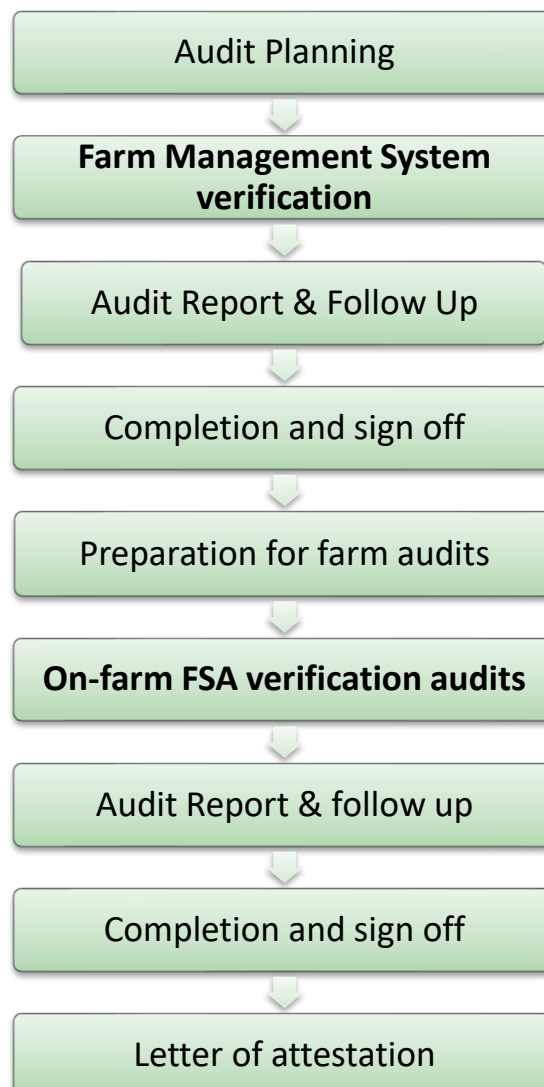 Audit Planning
Farm Management System
verification
Audit Report & Follow Up
Completion and sign off
Preparation for farm audits
On-farm FSA verification audits
Audit Report & follow up
Completion and sign off
Letter of attestation